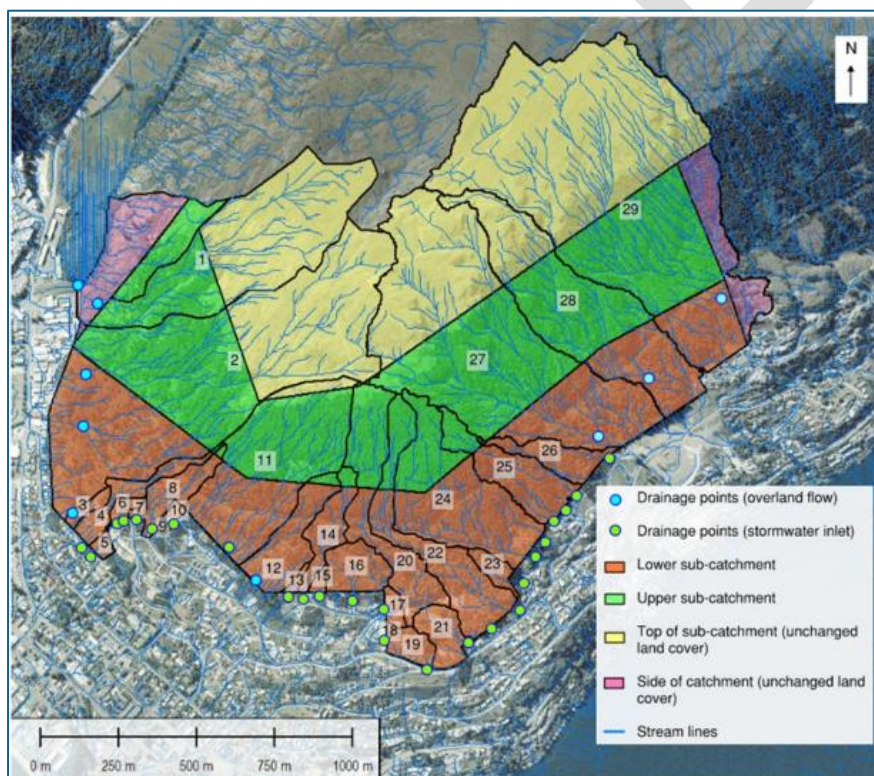 N
1
29
28
2
27
11
26
25
8
24
6
3
7
4
10
9
14
5
22
20
23
12
16
15
13
17
21
18
19
Drainage points (overland flow)
Drainage points (stormwater inlet)
Lower sub-catchment
Upper sub-catchment
Top of sub-catchment (unchanged
land cover)
Side of catchment (unchanged land
cover)
Stream lines
0 m 250 m 500 m 750 m 1000 m